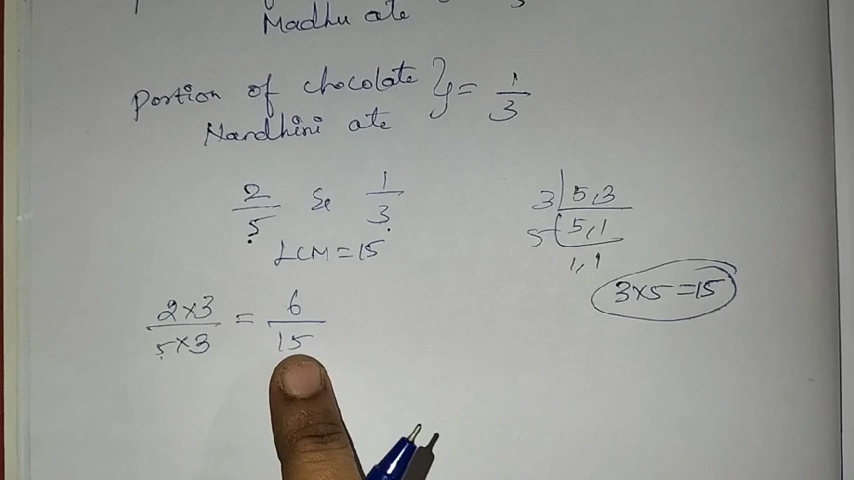 Madhu ate
Portion of chocolate } = 1/3
Nandhini ate
2/5 & 1/3
LCM = 15
3 | 5, 3
5 | 5, 1
1, 1
3×5 = 15
2×3/5×3 = 6/15